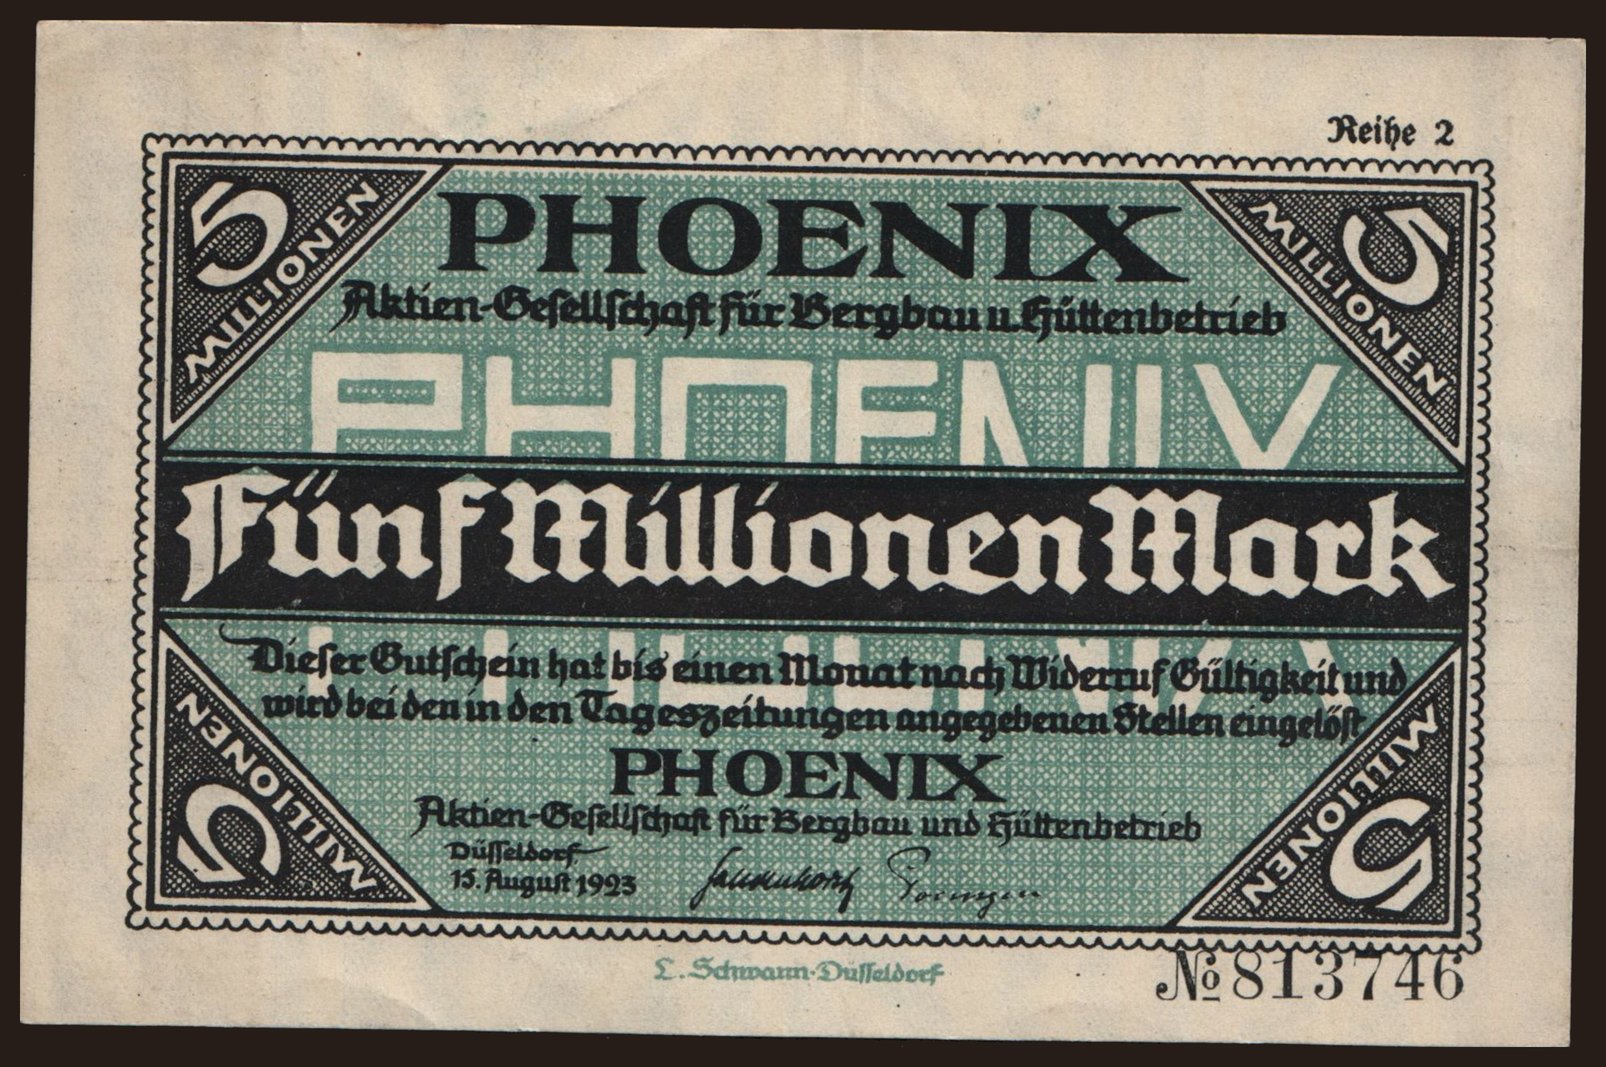 Reihe 2
5 MILLIONEN
5 MILLIONEN
PHOENIX
Aktien-Gesellschaft für Bergbau u. Hüttenbetrieb
PHOENIX
Fünf Millionen Mark
Dieser Gutschein hat bis einen Monat nach Widerruf Gültigkeit und
wird bei den in den Tageszeitungen angegebenen Stellen eingelöst
PHOENIX
Aktien-Gesellschaft für Bergbau und Hüttenbetrieb
Düsseldorf
15. August 1923
5 MILLIONEN
5 MILLIONEN
L. Schwann · Düsseldorf
№ 813746